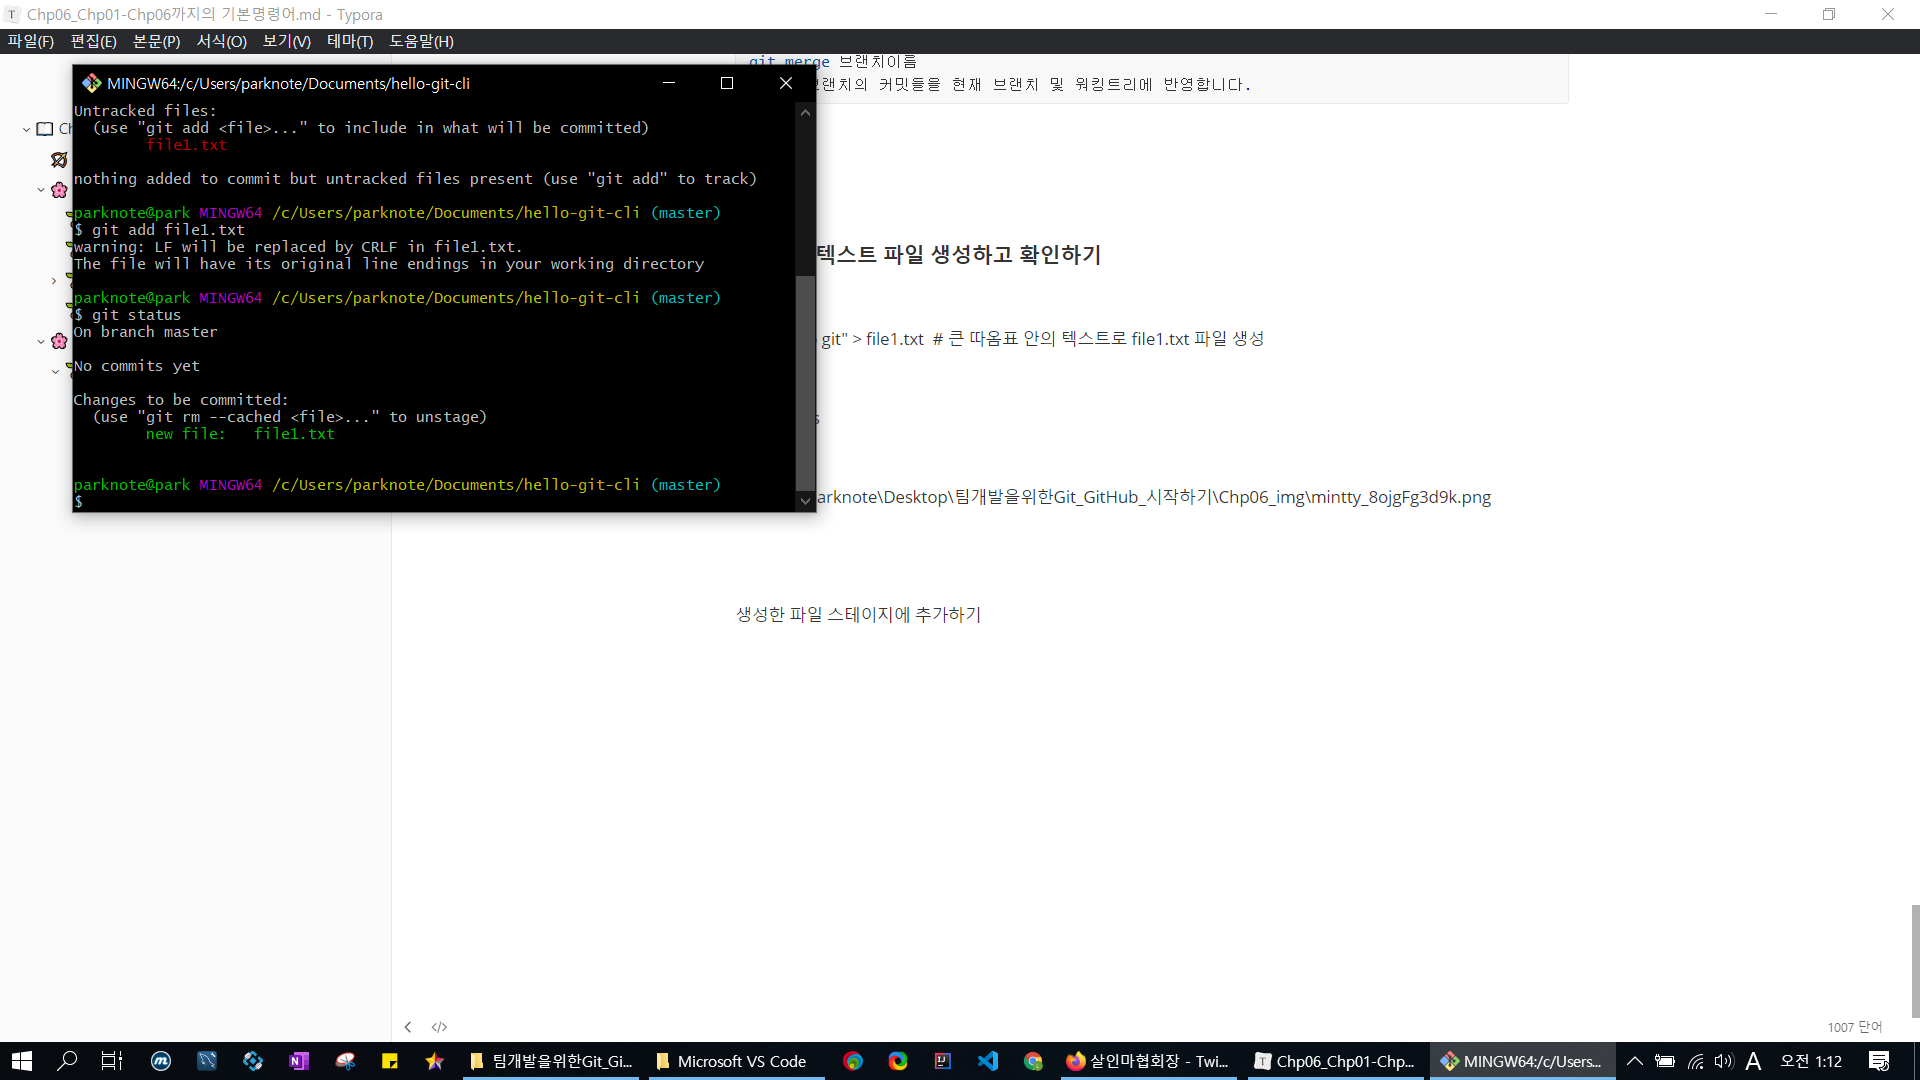 Chp06_Chp01-Chp06까지의 기본명령어.md - Typora
파일(F) 편집(E) 본문(P) 서식(O) 보기(V) 테마(T) 도움말(H)
git merge 브랜치이름
브랜치의 커밋들을 현재 브랜치 및 워킹트리에 반영합니다.
MINGW64:/c/Users/parknote/Documents/hello-git-cli
Untracked files:
(use "git add <file>..." to include in what will be committed)
file1.txt
nothing added to commit but untracked files present (use "git add" to track)
parknote@park MINGW64 /c/Users/parknote/Documents/hello-git-cli (master)
$ git add file1.txt
warning: LF will be replaced by CRLF in file1.txt.
The file will have its original line endings in your working directory
parknote@park MINGW64 /c/Users/parknote/Documents/hello-git-cli (master)
$ git status
On branch master
No commits yet
Changes to be committed:
(use "git rm --cached <file>..." to unstage)
new file:   file1.txt
parknote@park MINGW64 /c/Users/parknote/Documents/hello-git-cli (master)
$
텍스트 파일 생성하고 확인하기
git" > file1.txt  # 큰 따옴표 안의 텍스트로 file1.txt 파일 생성
s
arknote\Desktop\팀개발을위한Git_GitHub_시작하기\Chp06_img\mintty_8ojgFg3d9k.png
생성한 파일 스테이지에 추가하기
1007 단어
팀개발을위한Git_Gi... Microsoft VS Code 살인마협회장 - Twi... Chp06_Chp01-Chp... MINGW64:/c/Users... A 오전 1:12